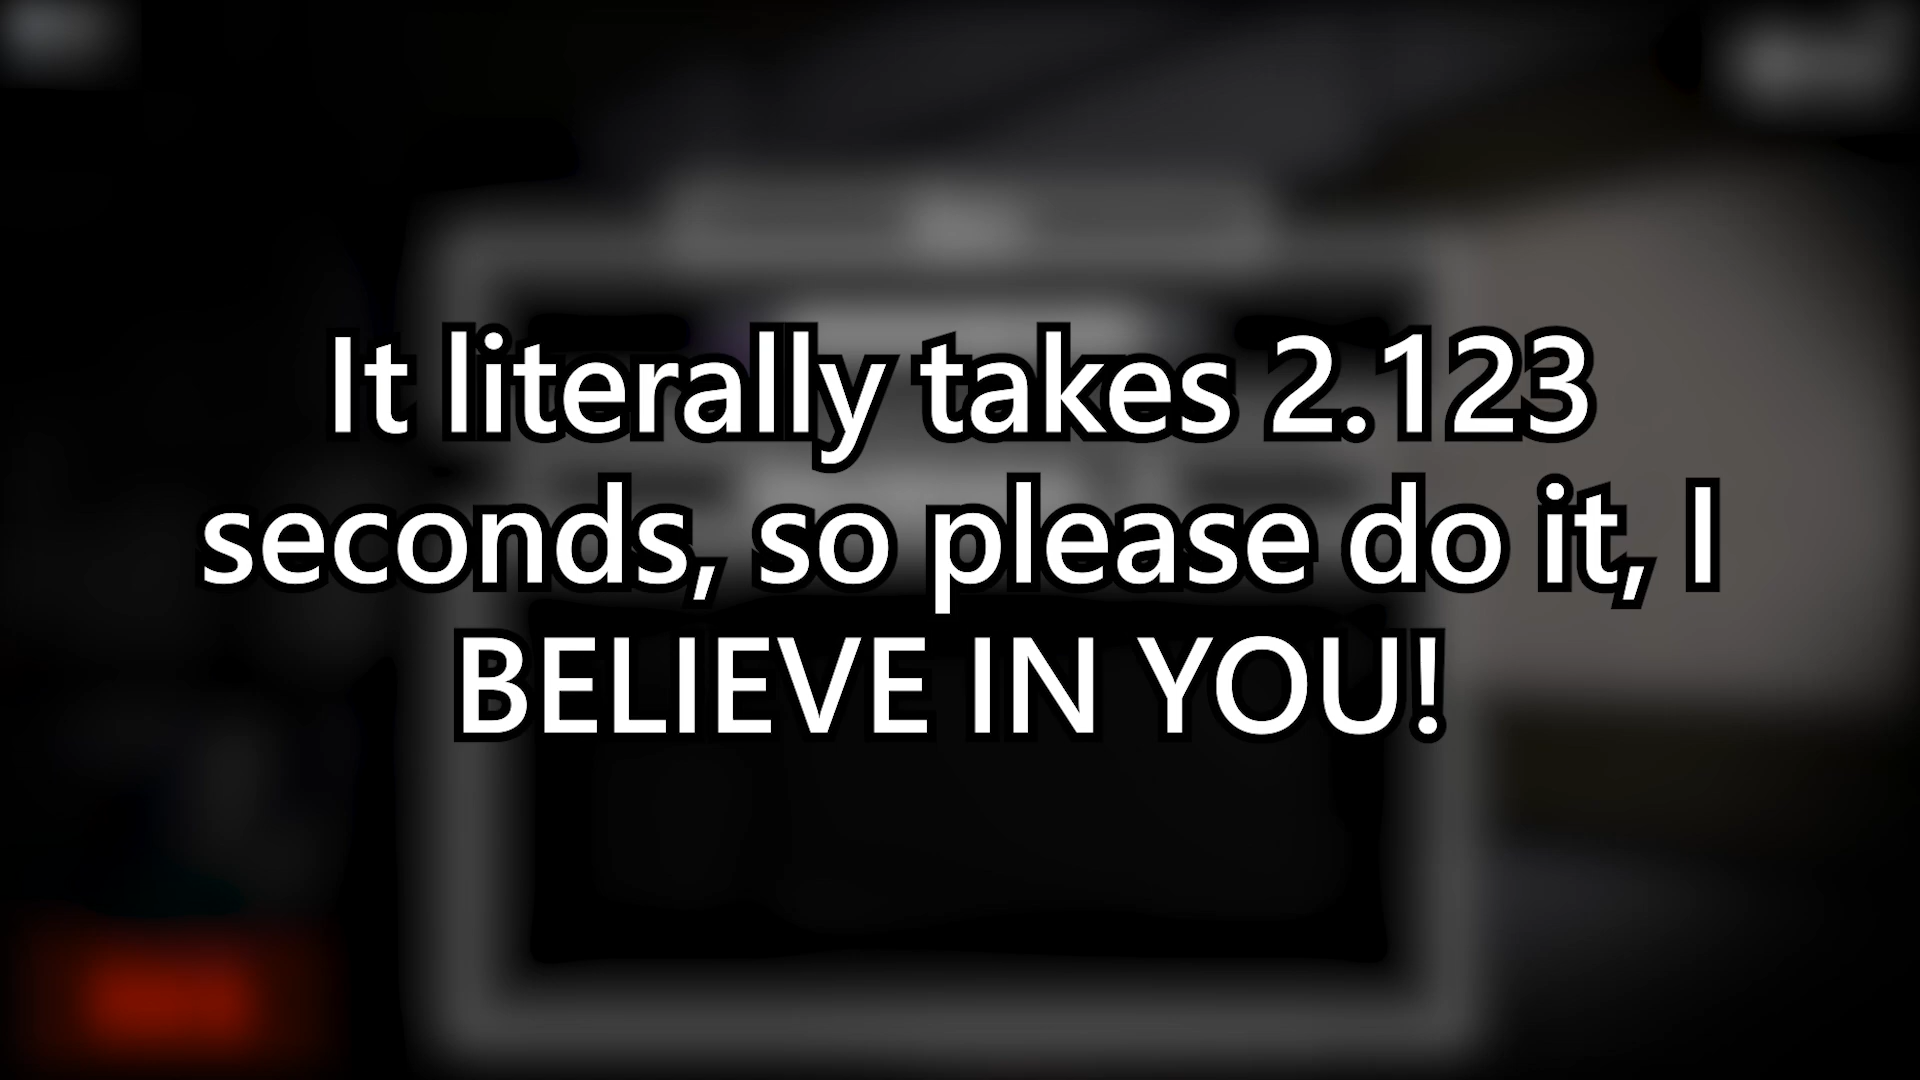 It literally takes 2.123
seconds, so please do it, I
BELIEVE IN YOU!